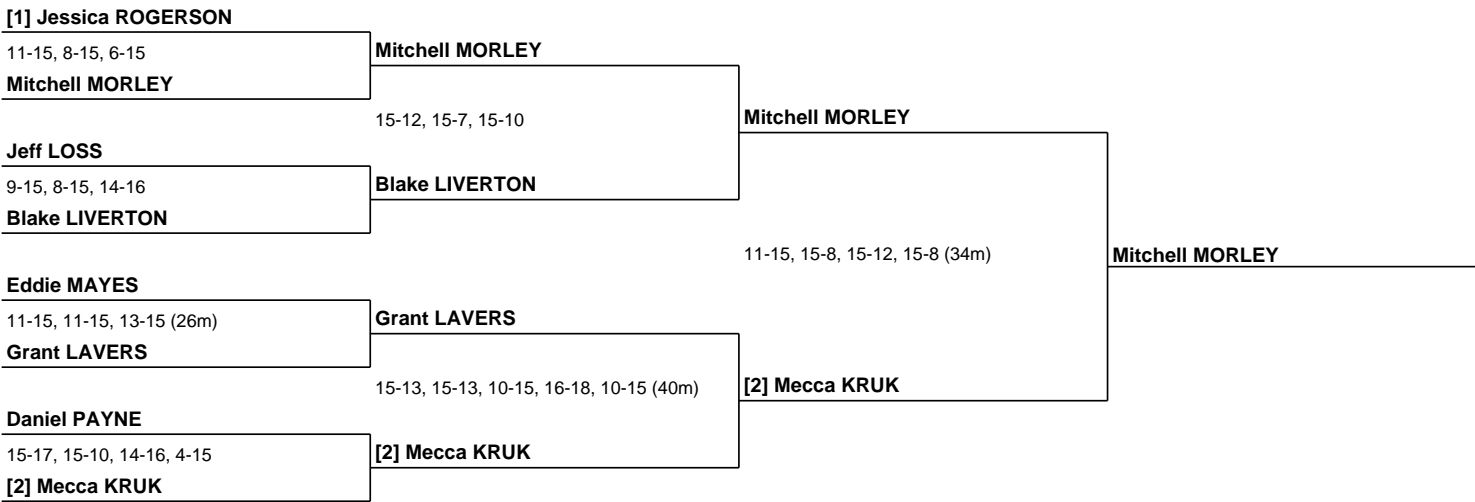 [1] Jessica ROGERSON
11-15, 8-15, 6-15
Mitchell MORLEY
Mitchell MORLEY
15-12, 15-7, 15-10
Mitchell MORLEY
Jeff LOSS
9-15, 8-15, 14-16
Blake LIVERTON
Blake LIVERTON
11-15, 15-8, 15-12, 15-8 (34m)
Mitchell MORLEY
Eddie MAYES
11-15, 11-15, 13-15 (26m)
Grant LAVERS
Grant LAVERS
15-13, 15-13, 10-15, 16-18, 10-15 (40m)
[2] Mecca KRUK
Daniel PAYNE
15-17, 15-10, 14-16, 4-15
[2] Mecca KRUK
[2] Mecca KRUK